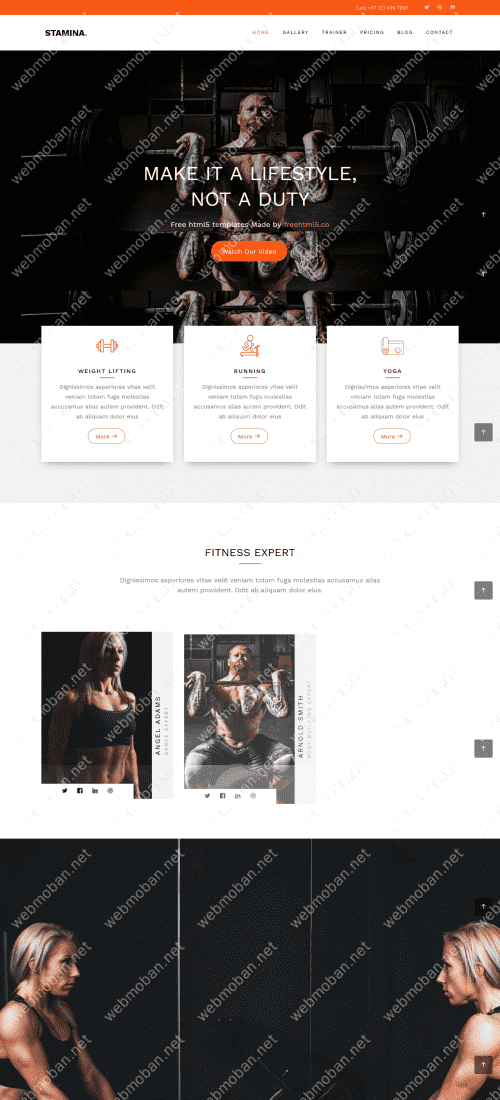 Call: +01 123 456 7890
STAMINA.
HOME GALLERY TRAINER PRICING BLOG CONTACT
MAKE IT A LIFESTYLE,
NOT A DUTY
Free html5 templates Made by freehtml5.co
Watch Our Video
WEIGHT LIFTING
Dignissimos asperiores vitae velit
veniam totam fuga molestias
accusamus alias autem provident. Odit
ab aliquam dolor eius.
More →
RUNNING
Dignissimos asperiores vitae velit
veniam totam fuga molestias
accusamus alias autem provident. Odit
ab aliquam dolor eius.
More →
YOGA
Dignissimos asperiores vitae velit
veniam totam fuga molestias
accusamus alias autem provident. Odit
ab aliquam dolor eius.
More →
FITNESS EXPERT
Dignissimos asperiores vitae velit veniam totam fuga molestias accusamus alias
autem provident. Odit ab aliquam dolor eius.
ANGEL ADAMS
DANCE EXPERT
ARNOLD SMITH
BODY BUILDING EXPERT
webmoban.net